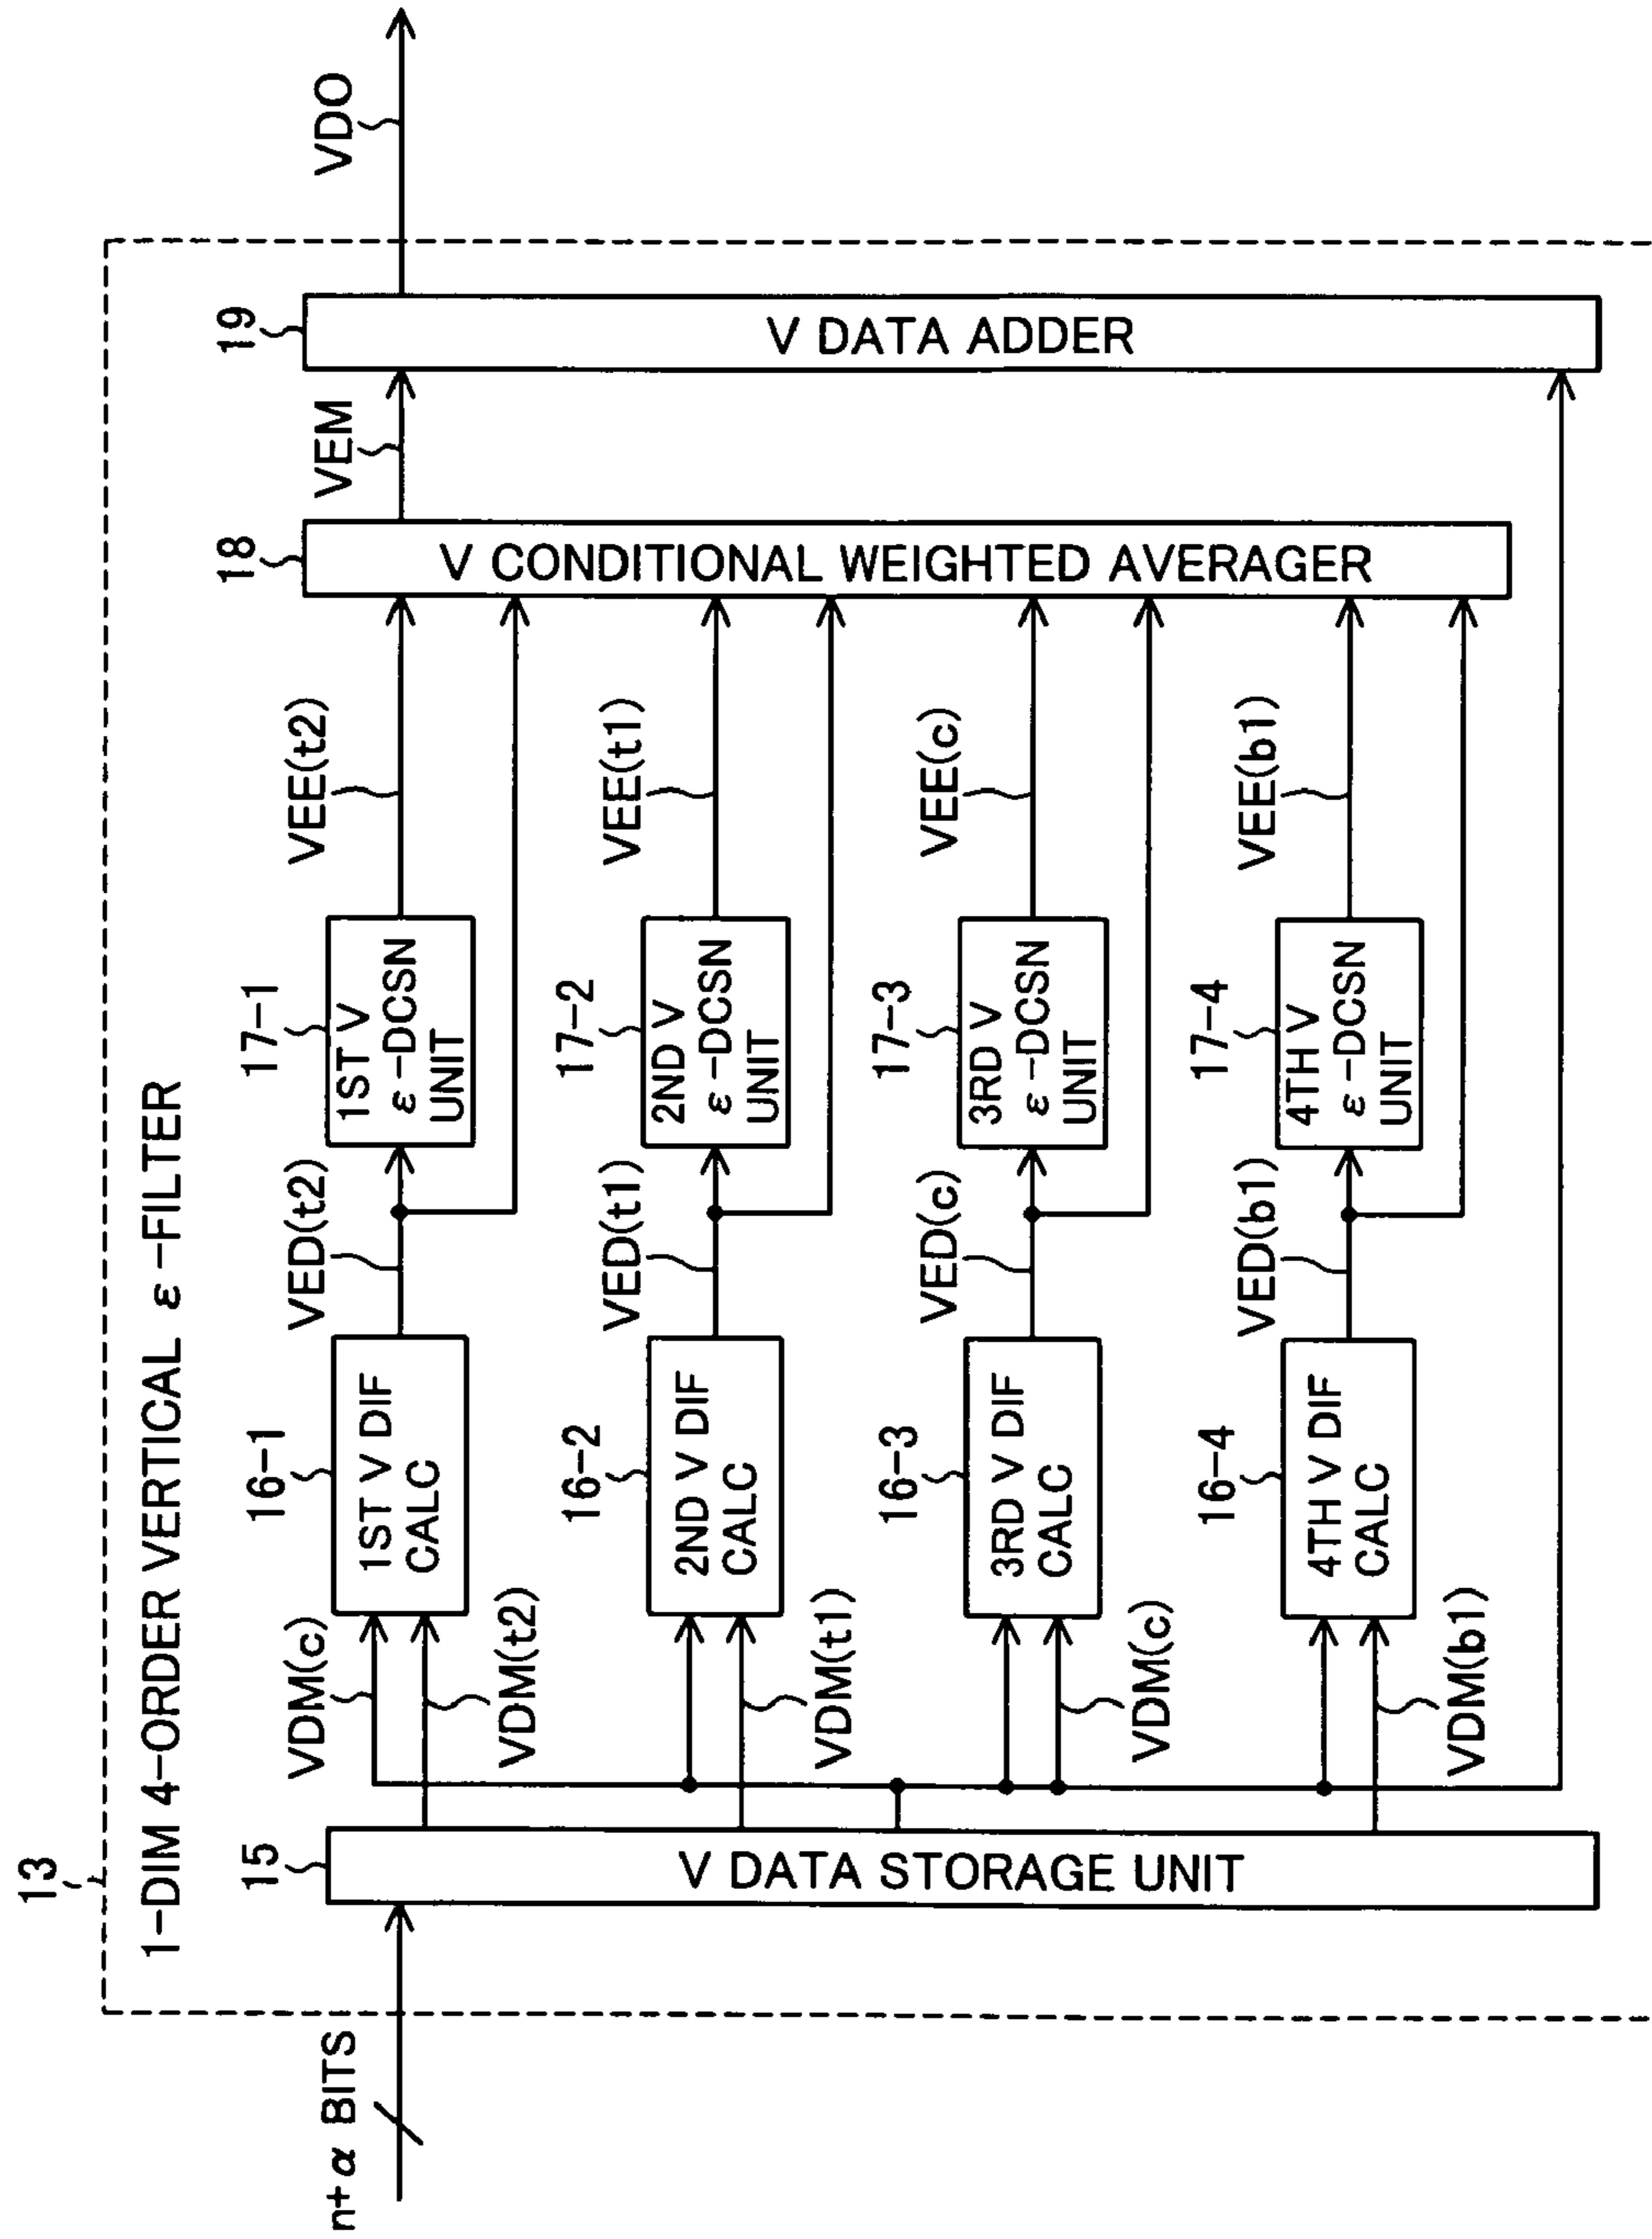 13
1-DIM 4-ORDER VERTICAL ε-FILTER
n+α BITS
15
V DATA STORAGE UNIT
VDM(c)
VDM(t2)
16-1
1ST V DIF
CALC
VED(t2)
17-1
1ST V
ε-DCSN
UNIT
VEE(t2)
VDM(t1)
16-2
2ND V DIF
CALC
VED(t1)
17-2
2ND V
ε-DCSN
UNIT
VEE(t1)
VDM(c)
16-3
3RD V DIF
CALC
VED(c)
17-3
3RD V
ε-DCSN
UNIT
VEE(c)
VDM(b1)
16-4
4TH V DIF
CALC
VED(b1)
17-4
4TH V
ε-DCSN
UNIT
VEE(b1)
18
V CONDITIONAL WEIGHTED AVERAGER
VEM
19
V DATA ADDER
VDO